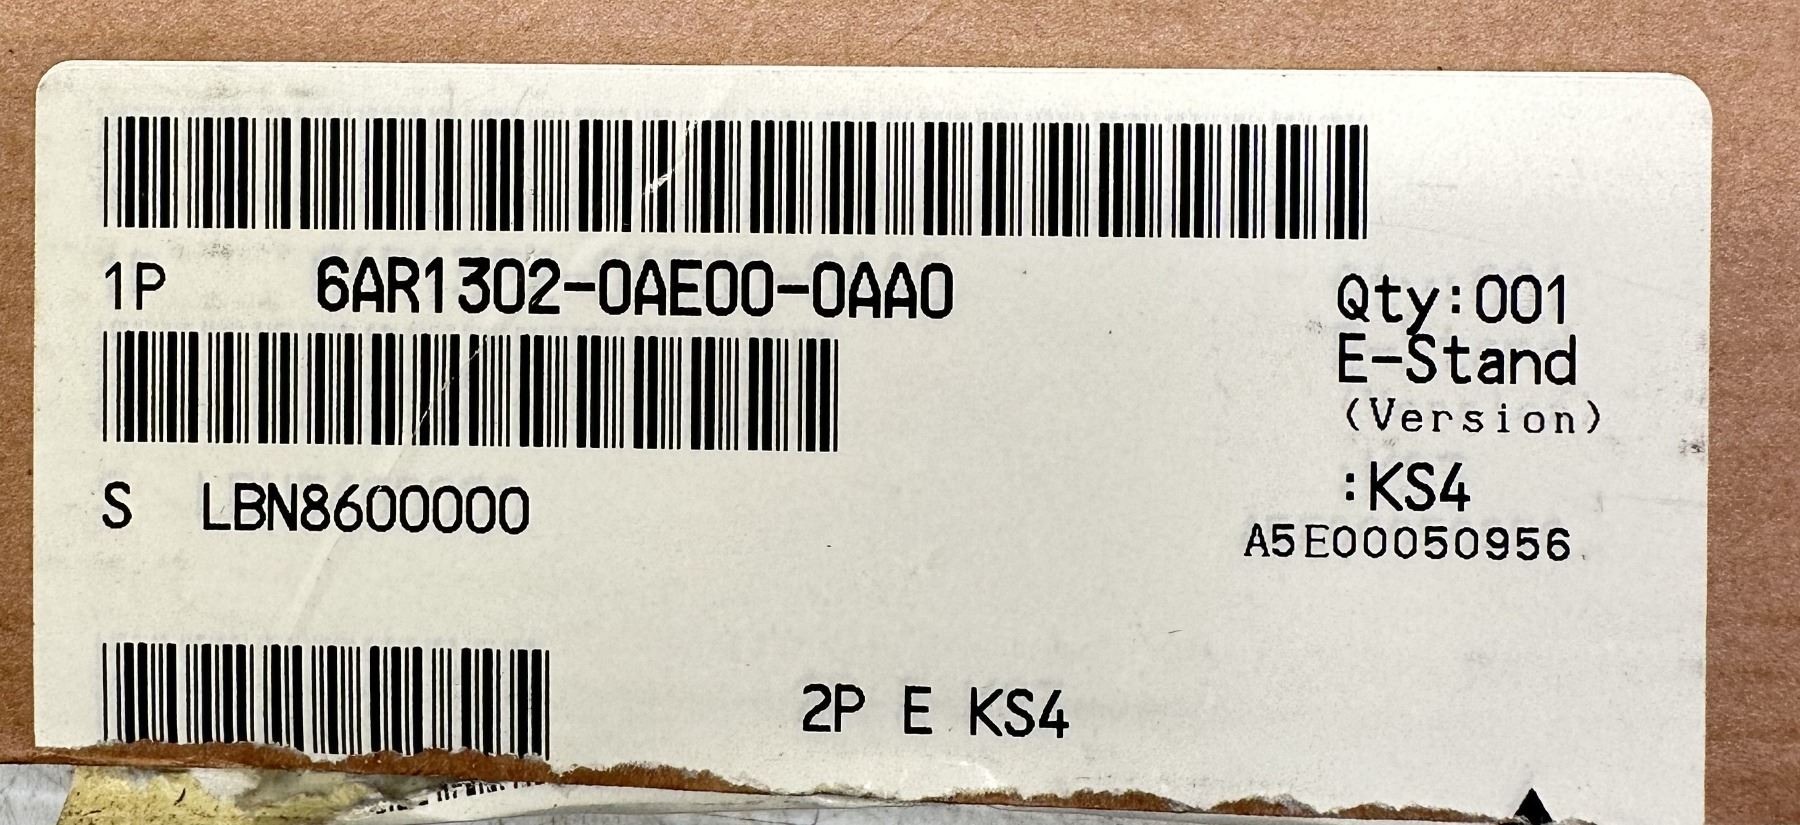 1P 6AR1302-0AE00-0AA0
Qty:001
E-Stand
(Version)
:KS4
S LBN8600000
A5E00050956
2P E KS4